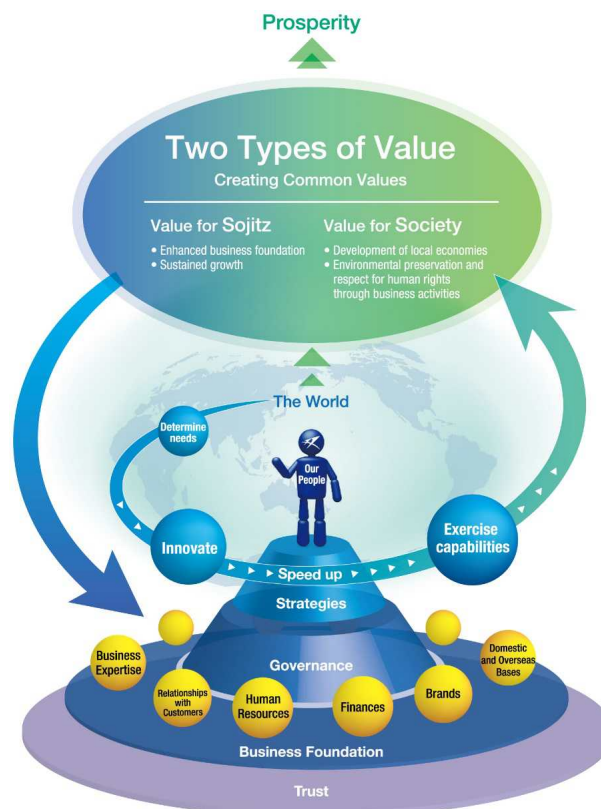 Prosperity
Two Types of Value
Creating Common Values
Value for Sojitz
• Enhanced business foundation
• Sustained growth
Value for Society
• Development of local economies
• Environmental preservation and
respect for human rights
through business activities
The World
Determine
needs
Our
People
Innovate
Speed up
Exercise
capabilities
Strategies
Governance
Business
Expertise
Relationships
with
Customers
Human
Resources
Finances
Brands
Domestic
and Overseas
Bases
Business Foundation
Trust